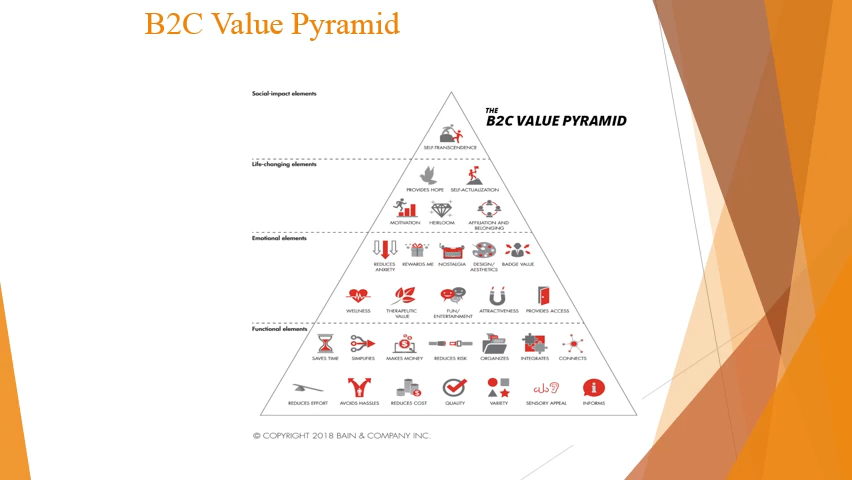 B2C Value Pyramid
Social-impact elements
THE
B2C VALUE PYRAMID
SELF-TRANSCENDENCE
Life-changing elements
PROVIDES HOPE SELF-ACTUALIZATION
MOTIVATION HEIRLOOM AFFILIATION AND
BELONGING
Emotional elements
REDUCES REWARDS ME NOSTALGIA DESIGN/ BADGE VALUE
ANXIETY AESTHETICS
WELLNESS THERAPEUTIC FUN/ ATTRACTIVENESS PROVIDES ACCESS
VALUE ENTERTAINMENT
Functional elements
SAVES TIME SIMPLIFIES MAKES MONEY REDUCES RISK ORGANIZES INTEGRATES CONNECTS
REDUCES EFFORT AVOIDS HASSLES REDUCES COST QUALITY VARIETY SENSORY APPEAL INFORMS
© COPYRIGHT 2018 BAIN & COMPANY INC.